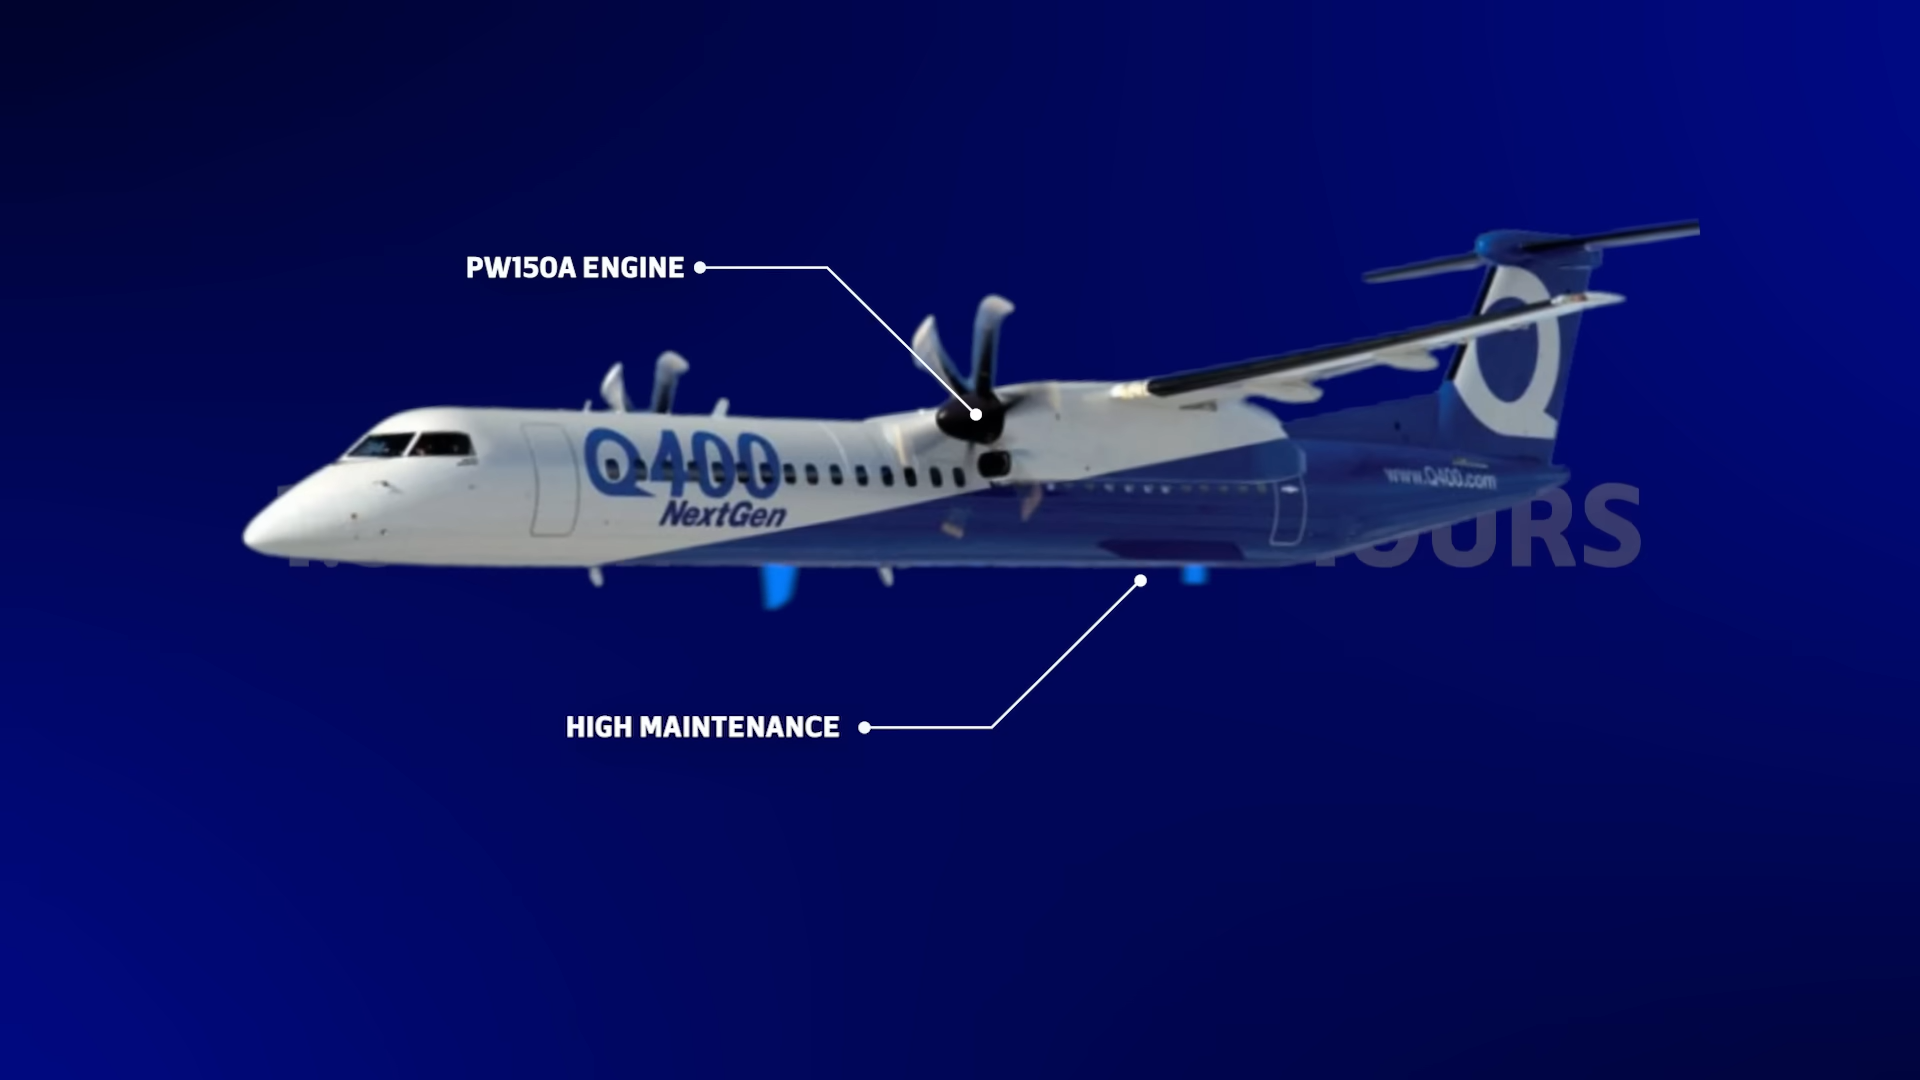 PW150A ENGINE
Q400
NextGen
www.Q400.com
HIGH MAINTENANCE